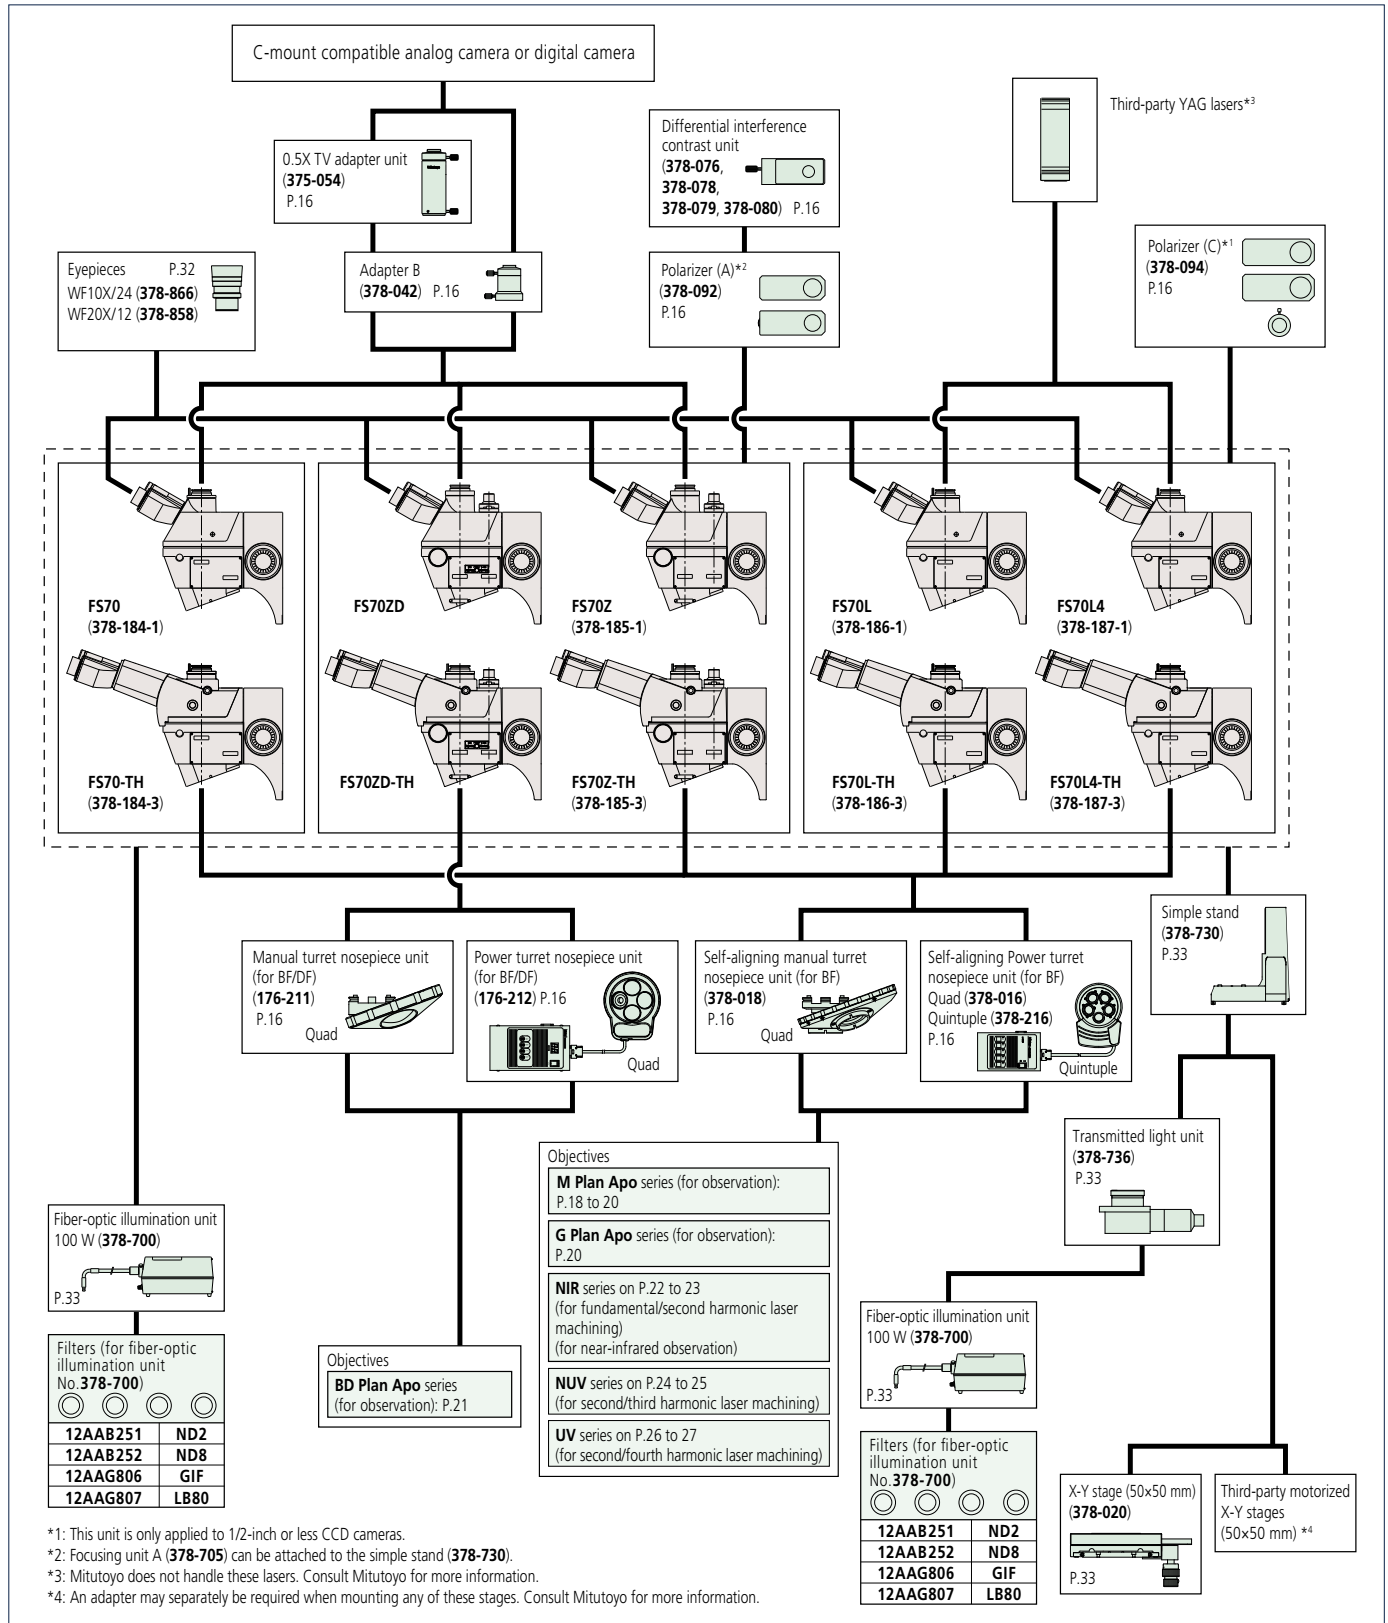 C-mount compatible analog camera or digital camera
0.5X TV adapter unit
(375-054)
P.16
Differential interference
contrast unit
(378-076,
378-078,
378-079, 378-080) P.16
Third-party YAG lasers*3
Eyepieces P.32
WF10X/24 (378-866)
WF20X/12 (378-858)
Adapter B
(378-042) P.16
Polarizer (A)*2
(378-092)
P.16
Polarizer (C)*1
(378-094)
P.16
FS70
(378-184-1)
FS70ZD
FS70Z
(378-185-1)
FS70L
(378-186-1)
FS70L4
(378-187-1)
FS70-TH
(378-184-3)
FS70ZD-TH
FS70Z-TH
(378-185-3)
FS70L-TH
(378-186-3)
FS70L4-TH
(378-187-3)
Manual turret nosepiece unit
(for BF/DF)
(176-211)
P.16
Quad
Power turret nosepiece unit
(for BF/DF)
(176-212) P.16
Quad
Self-aligning manual turret
nosepiece unit (for BF)
(378-018)
P.16
Quad
Self-aligning Power turret
nosepiece unit (for BF)
Quad (378-016)
Quintuple (378-216)
P.16
Quintuple
Simple stand
(378-730)
P.33
Transmitted light unit
(378-736)
P.33
Fiber-optic illumination unit
100 W (378-700)
P.33
Filters (for fiber-optic
illumination unit
No.378-700)
12AAB251 ND2
12AAB252 ND8
12AAG806 GIF
12AAG807 LB80
Objectives
BD Plan Apo series
(for observation): P.21
Objectives
M Plan Apo series (for observation):
P.18 to 20
G Plan Apo series (for observation):
P.20
NIR series on P.22 to 23
(for fundamental/second harmonic laser
machining)
(for near-infrared observation)
NUV series on P.24 to 25
(for second/third harmonic laser machining)
UV series on P.26 to 27
(for second/fourth harmonic laser machining)
Fiber-optic illumination unit
100 W (378-700)
P.33
Filters (for fiber-optic
illumination unit
No.378-700)
12AAB251 ND2
12AAB252 ND8
12AAG806 GIF
12AAG807 LB80
X-Y stage (50×50 mm)
(378-020)
P.33
Third-party motorized
X-Y stages
(50×50 mm) *4
*1: This unit is only applied to 1/2-inch or less CCD cameras.
*2: Focusing unit A (378-705) can be attached to the simple stand (378-730).
*3: Mitutoyo does not handle these lasers. Consult Mitutoyo for more information.
*4: An adapter may separately be required when mounting any of these stages. Consult Mitutoyo for more information.